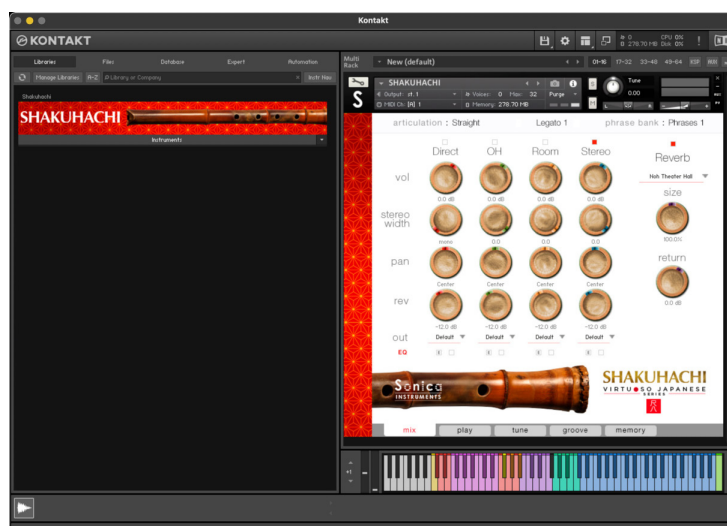 Kontakt
KONTAKT
CPU 0%
278.70 MB Disk 0%
Libraries Files Database Expert Automation
Manage Libraries A-Z Library or Company Instr Nav
Shakuhachi
SHAKUHACHI
Instruments
Multi
Rack
New (default)
01-16 17-32 33-48 49-64 KSP AUX
SHAKUHACHI
Output: st. 1 Voices: 0 Max: 32 Purge
MIDI Ch: [A] 1 Memory: 278.70 MB
S
M
Tune
0.00
L R
articulation : Straight Legato 1 phrase bank : Phrases 1
Direct OH Room Stereo Reverb
vol 0.0 dB 0.0 dB 0.0 dB 0.0 dB
Hall Theater Hall
size
100.0%
stereo
width
mono 0.0 0.0 0.0
pan Center Center Center Center
return
0.0 dB
rev -12.0 dB -12.0 dB -12.0 dB -12.0 dB
out Default Default Default Default
EQ E E E E
Sonica
INSTRUMENTS
SHAKUHACHI
VIRTUOSO JAPANESE
SERIES
mix play tune groove memory
+1